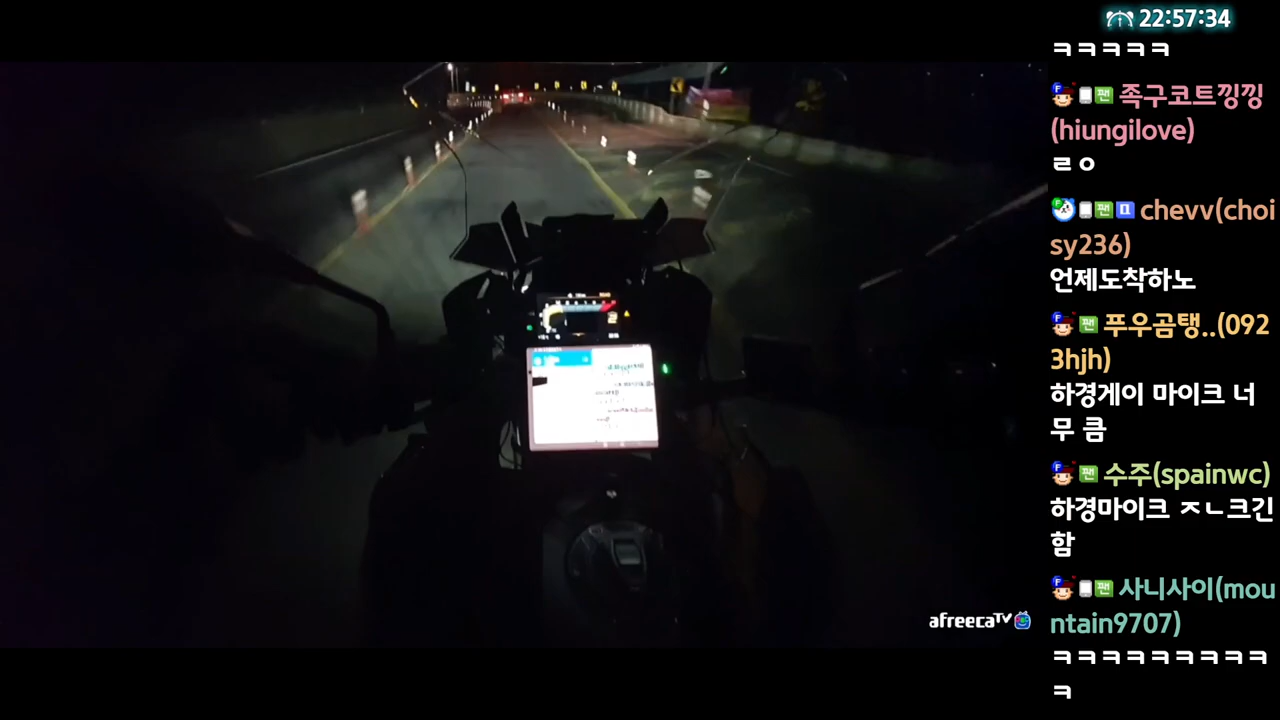 22:57:34
ㅋㅋㅋㅋㅋ
족구코트낑낑
(hiungilove)
ㄹㅇ
chevv(choi
sy236)
언제도착하노
푸우곰탱..(092
3hjh)
하경게이 마이크 너
무 큼
수주(spainwc)
하경마이크 ㅈㄴ크긴
함
사니사이(mou
ntain9707)
ㅋㅋㅋㅋㅋㅋㅋㅋㅋ
ㅋ
afreecaTV